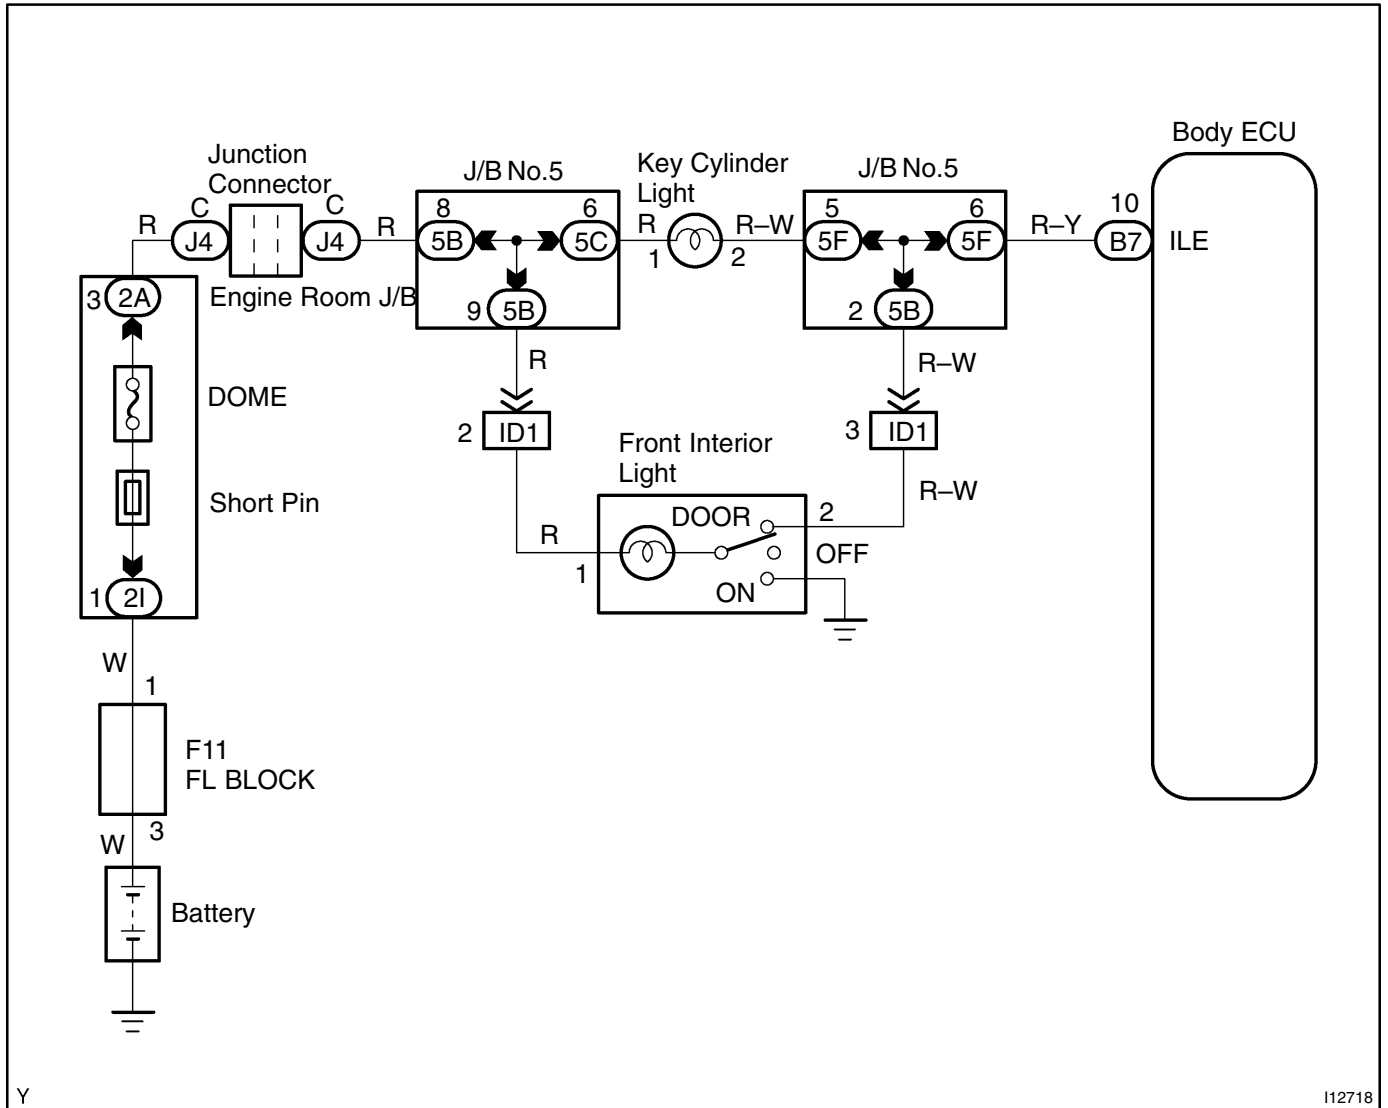 Body ECU
Junction
Connector
J/B No.5
Key Cylinder
Light
J/B No.5
C
C
8
6
5
6
10
R
J4
J4
R
5B
5C
R
R–W
5F
5F
R–Y
B7
ILE
1
2
3
2A
Engine Room J/B
9
5B
2
5B
R
R–W
DOME
2
ID1
3
ID1
Front Interior
Light
Short Pin
R–W
DOOR
2
R
OFF
1
ON
1
2I
W
1
F11
FL BLOCK
3
W
Battery
Y
I12718